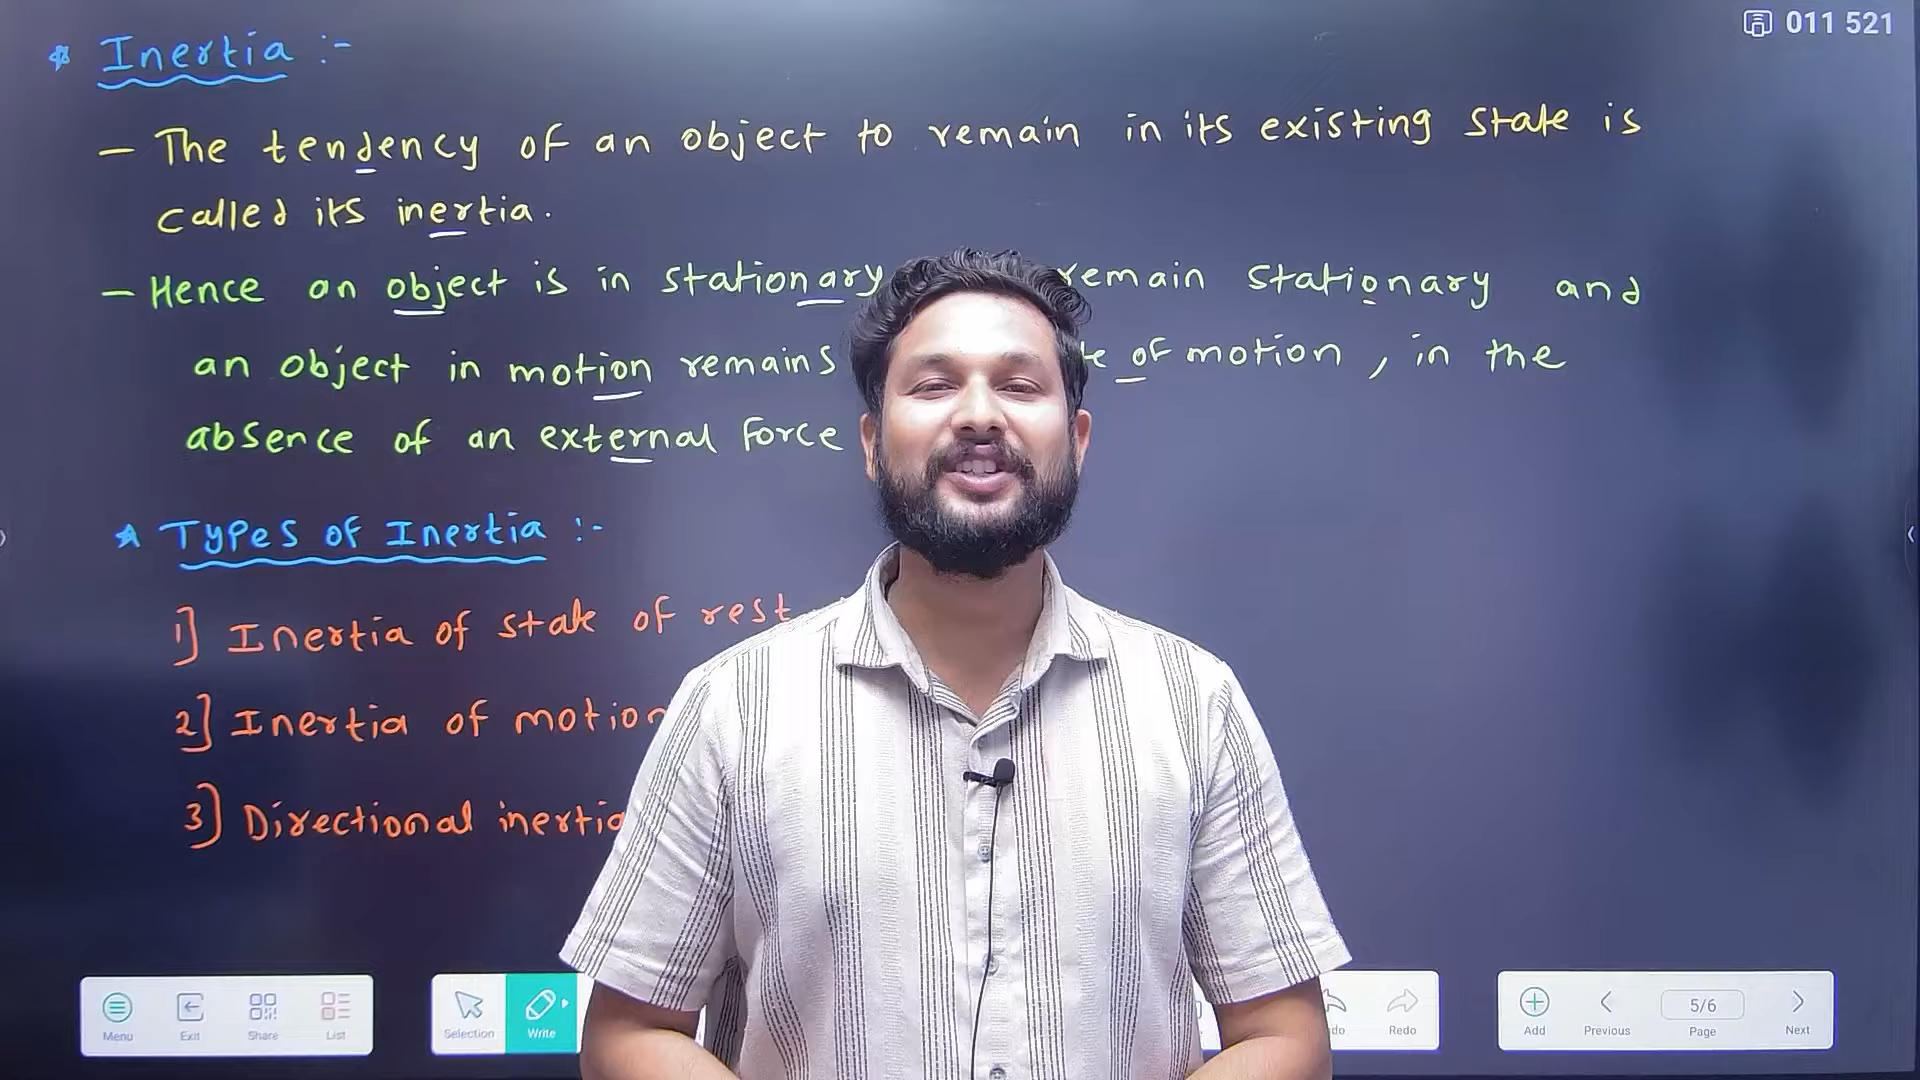 011 521
Inertia :-
– The tendency of an object to remain in its existing state is
called its inertia.
– Hence an object is in stationary remain stationary and
an object in motion remains of motion, in the
absence of an external force
Types of Inertia :-
1] Inertia of state of rest
2] Inertia of motion
3] Directional inertia
Menu Exit Share List Selection Write Redo Add Previous 5/6 Page Next